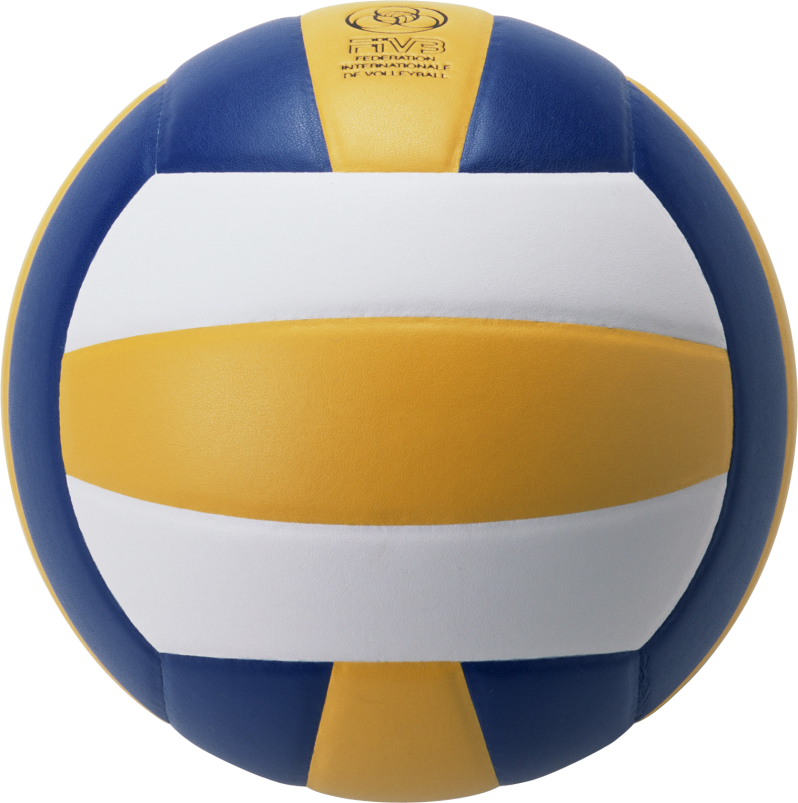 FIVB
FEDERATION
INTERNATIONALE
DE VOLLEYBALL